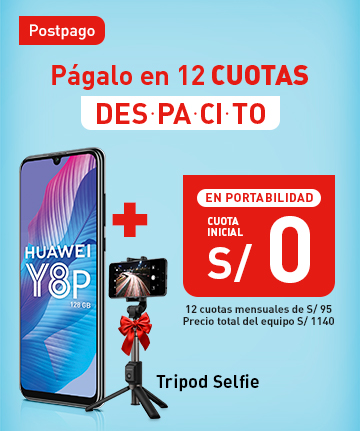 Postpago
Págalo en 12 CUOTAS
DES·PA·CI·TO
HUAWEI
Y8P
128 GB
+
EN PORTABILIDAD
CUOTA
INICIAL
S/ 0
12 cuotas mensuales de S/ 95
Precio total del equipo S/ 1140
Tripod Selfie